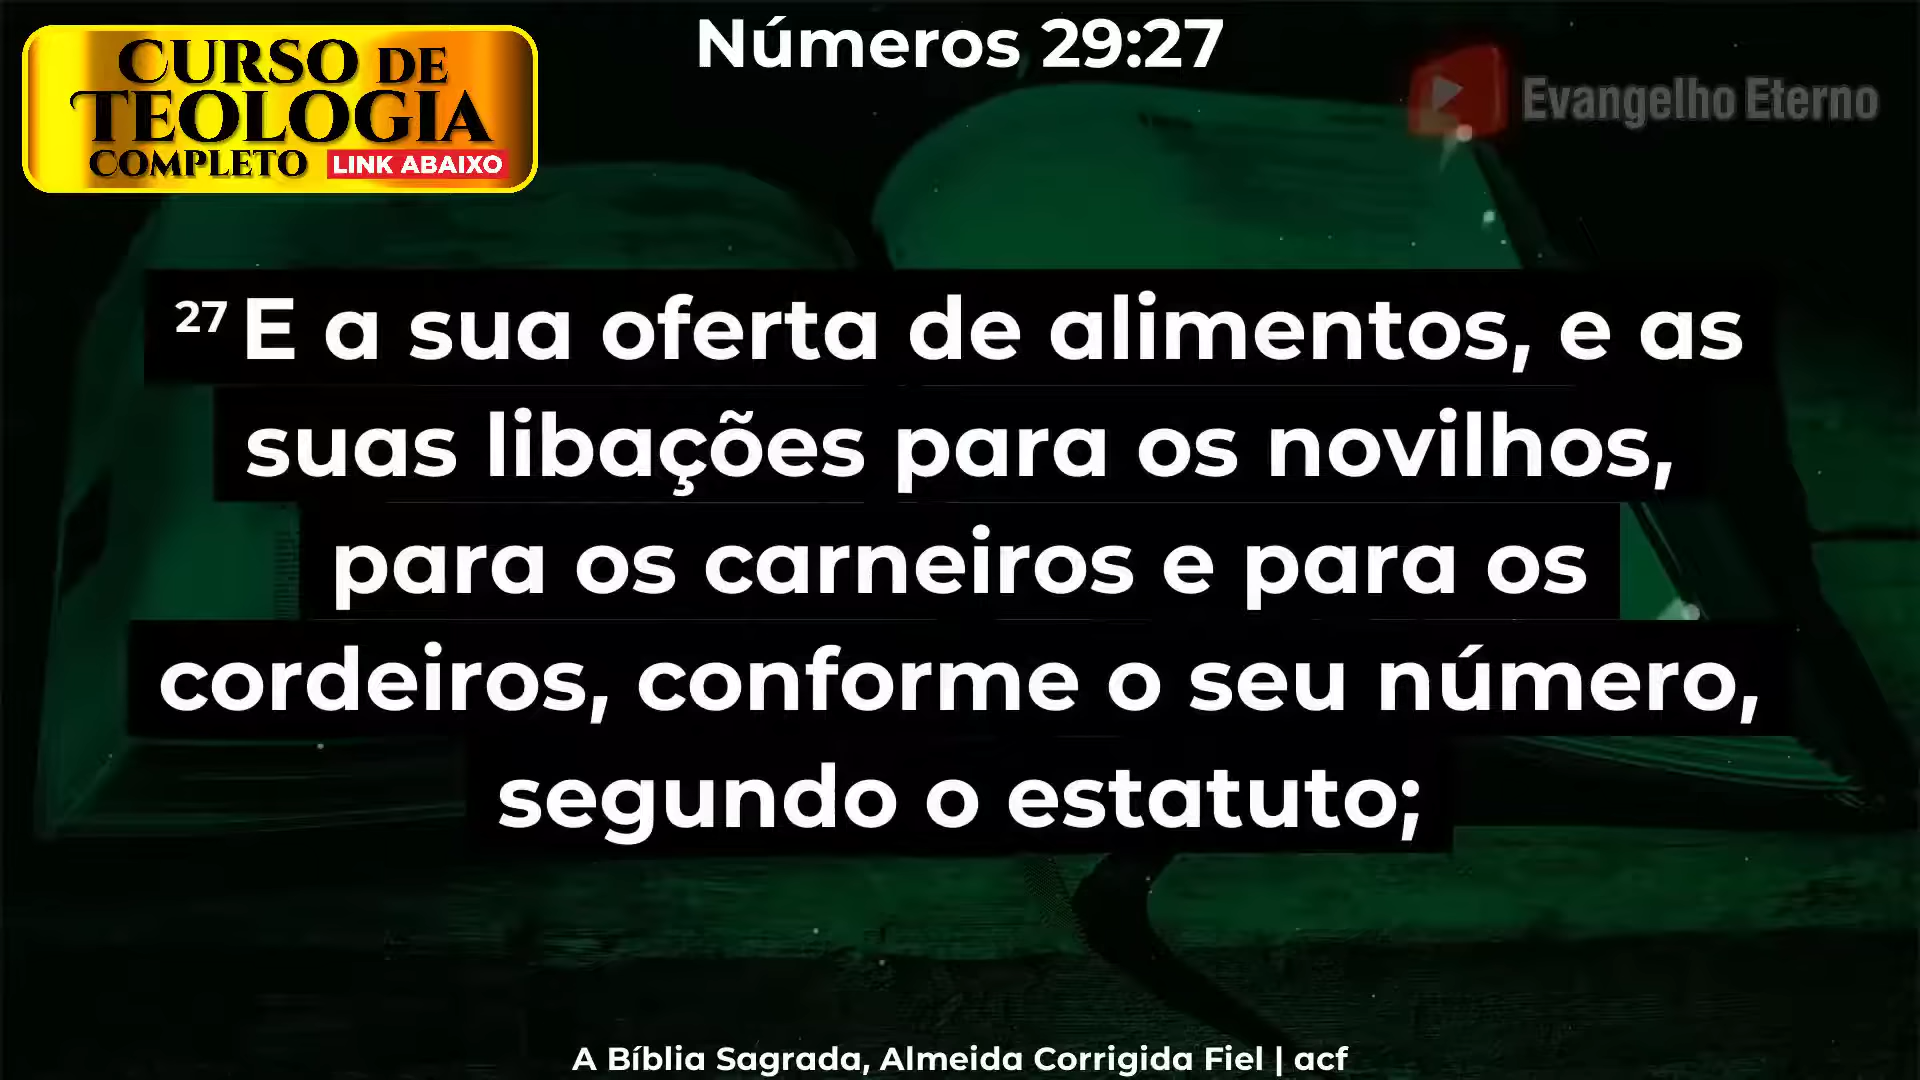 CURSO DE
TEOLOGIA
COMPLETO LINK ABAIXO
Números 29:27
Evangelho Eterno
27 E a sua oferta de alimentos, e as
suas libações para os novilhos,
para os carneiros e para os
cordeiros, conforme o seu número,
segundo o estatuto;
A Bíblia Sagrada, Almeida Corrigida Fiel | acf